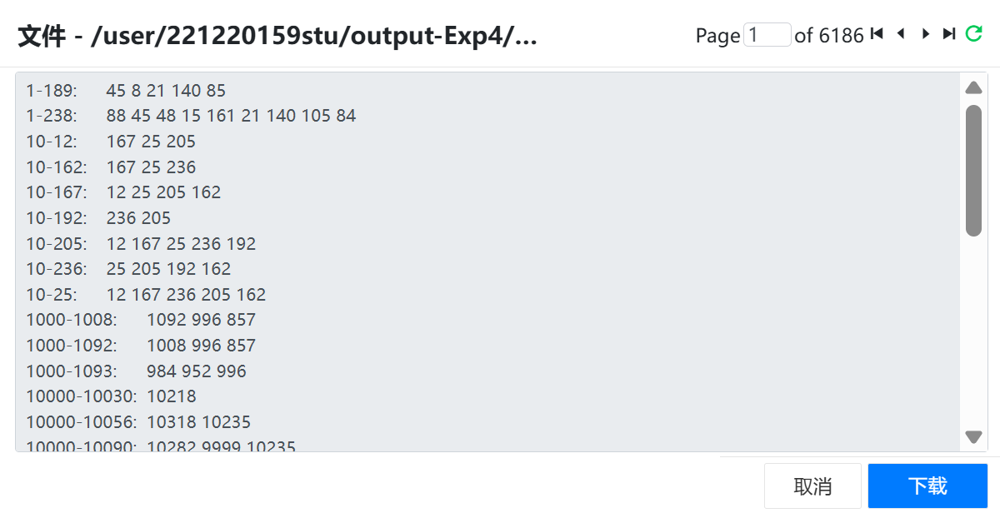 文件 - /user/221220159stu/output-Exp4/...
Page 1 of 6186
1-189: 45 8 21 140 85
1-238: 88 45 48 15 161 21 140 105 84
10-12: 167 25 205
10-162: 167 25 236
10-167: 12 25 205 162
10-192: 236 205
10-205: 12 167 25 236 192
10-236: 25 205 192 162
10-25: 12 167 236 205 162
1000-1008: 1092 996 857
1000-1092: 1008 996 857
1000-1093: 984 952 996
10000-10030: 10218
10000-10056: 10318 10235
10000-10090: 10282 9999 10235
取消
下载